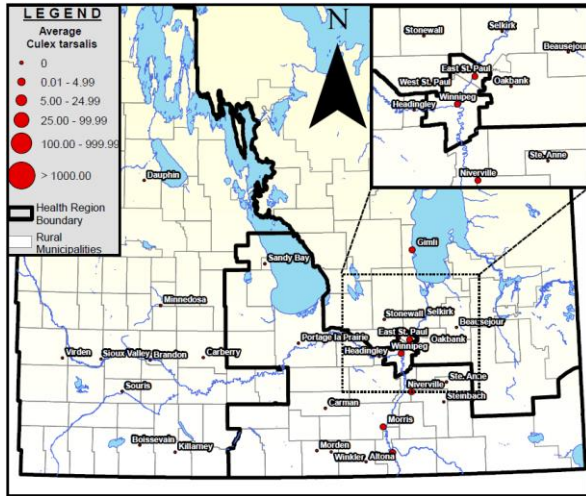 LEGEND
Average
Culex tarsalis
0
0.01 - 4.99
5.00 - 24.99
25.00 - 99.99
100.00 - 999.99
> 1000.00
Health Region
Boundary
Rural
Municipalities
N
Stonewall
Selkirk
Beausejour
East St. Paul
West St. Paul
Oakbank
Headingley
Winnipeg
Ste. Anne
Niverville
Dauphin
Gimli
Sandy Bay
Minnedosa
Stonewall
Selkirk
Beausejour
Portage la Prairie
East St. Paul
Oakbank
Headingley
Winnipeg
Virden
Sioux Valley
Brandon
Carberry
Souris
Niverville
Ste. Anne
Steinbach
Carman
Morris
Boissevain
Killarney
Morden
Winkler
Altona